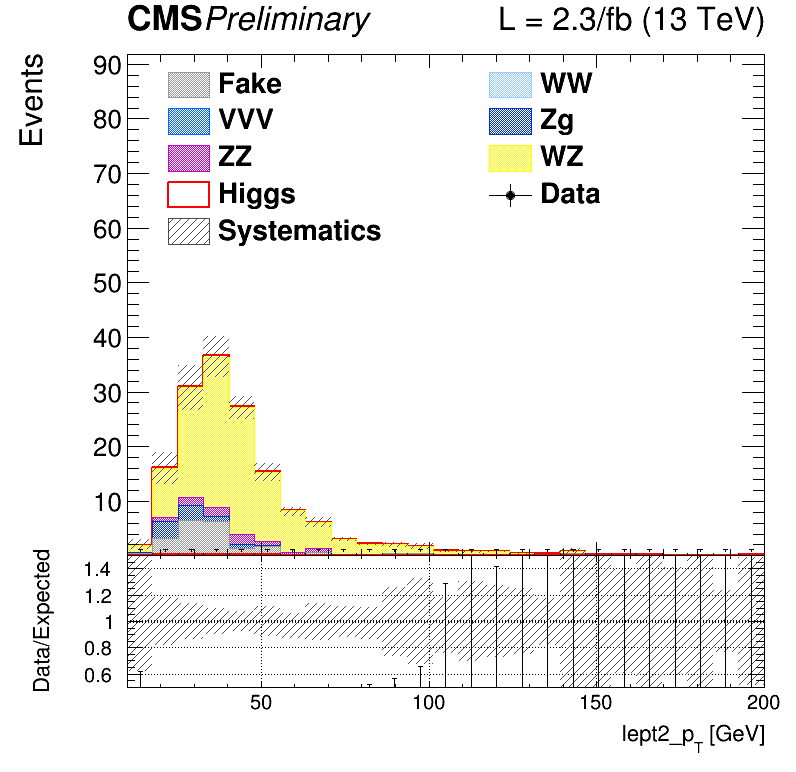 CMS Preliminary L = 2.3/fb (13 TeV)
Events
90
80
70
60
50
40
30
20
10
Fake WW
VVV Zg
ZZ WZ
Higgs Data
Systematics
Data/Expected
1.4
1.2
1
0.8
0.6
50 100 150 200
lept2_p_T [GeV]